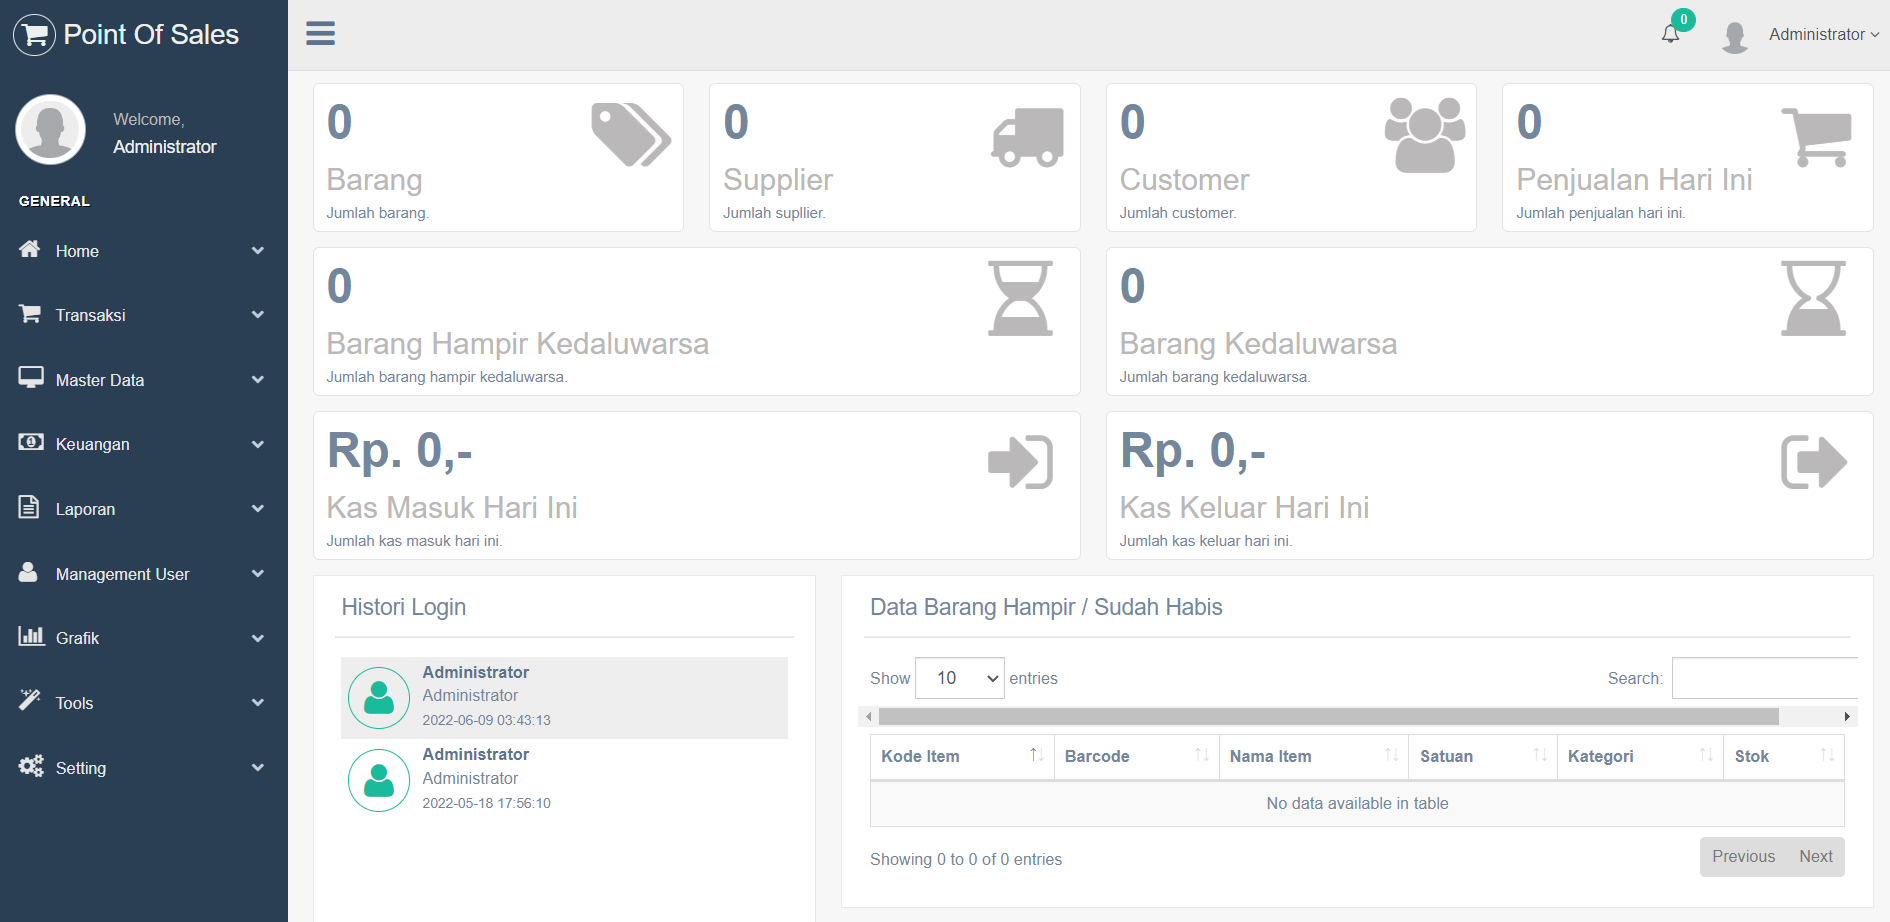 Point Of Sales
0
Administrator
Welcome,
Administrator
GENERAL
Home
Transaksi
Master Data
Keuangan
Laporan
Management User
Grafik
Tools
Setting
0
Barang
Jumlah barang.
0
Supplier
Jumlah supllier.
0
Customer
Jumlah customer.
0
Penjualan Hari Ini
Jumlah penjualan hari ini.
0
Barang Hampir Kedaluwarsa
Jumlah barang hampir kedaluwarsa.
0
Barang Kedaluwarsa
Jumlah barang kedaluwarsa.
Rp. 0,-
Kas Masuk Hari Ini
Jumlah kas masuk hari ini.
Rp. 0,-
Kas Keluar Hari Ini
Jumlah kas keluar hari ini.
Histori Login
Administrator
Administrator
2022-06-09 03:43:13
Administrator
Administrator
2022-05-18 17:56:10
Data Barang Hampir / Sudah Habis
Show 10 entries
Search:
Kode Item Barcode Nama Item Satuan Kategori Stok
No data available in table
Showing 0 to 0 of 0 entries
Previous Next